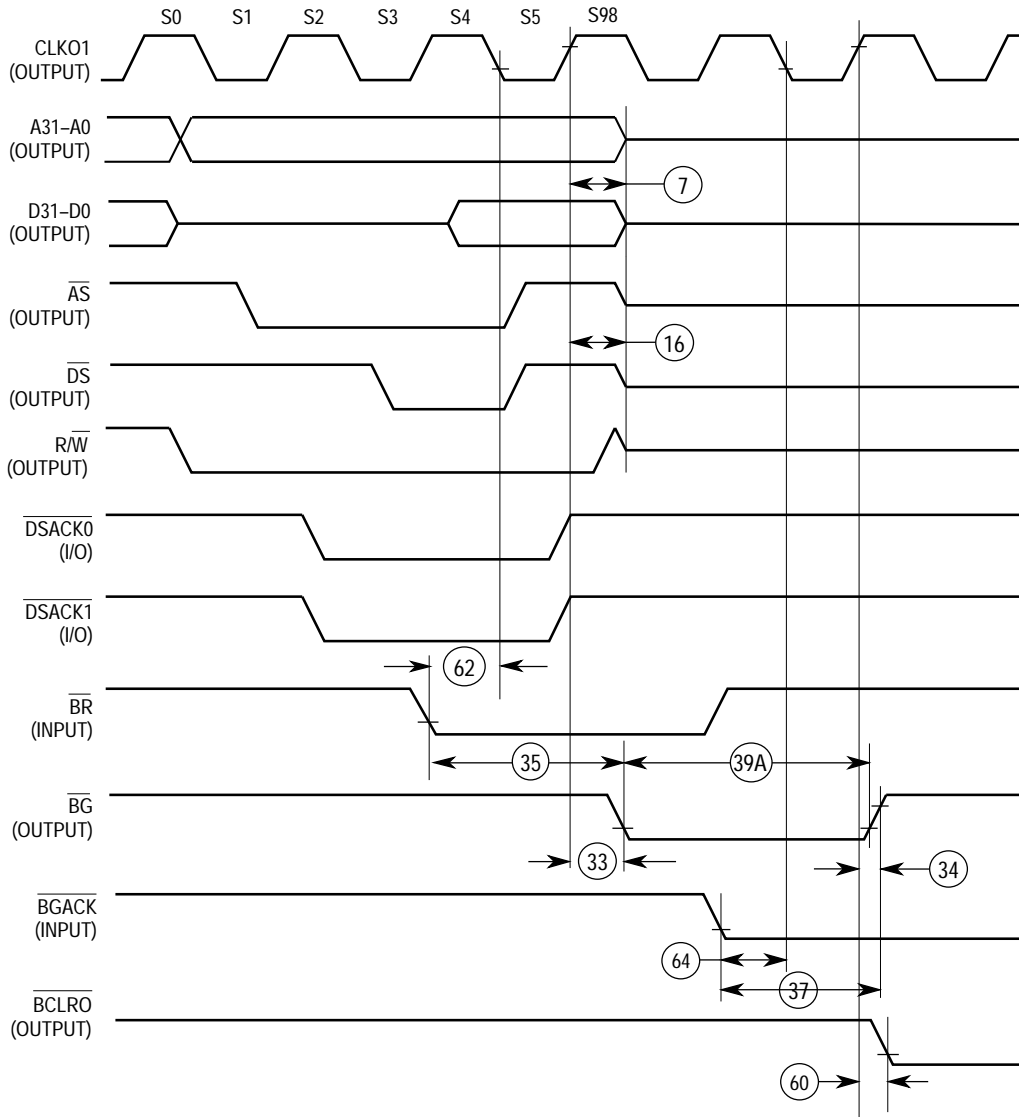 S0 S1 S2 S3 S4 S5 S98
CLKO1
(OUTPUT)
A31–A0
(OUTPUT)
7
D31–D0
(OUTPUT)
AS
(OUTPUT)
16
DS
(OUTPUT)
R/W
(OUTPUT)
DSACK0
(I/O)
DSACK1
(I/O)
62
BR
(INPUT)
35 39A
BG
(OUTPUT)
33 34
BGACK
(INPUT)
64
37
BCLRO
(OUTPUT)
60